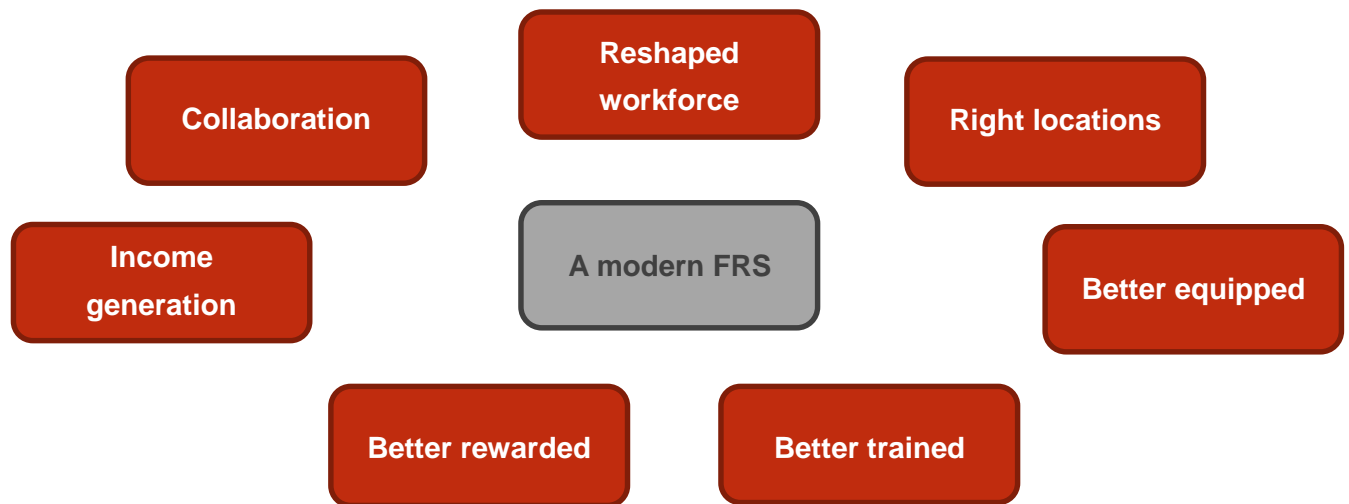 Reshaped
workforce
Collaboration
Right locations
Income
generation
A modern FRS
Better equipped
Better rewarded
Better trained